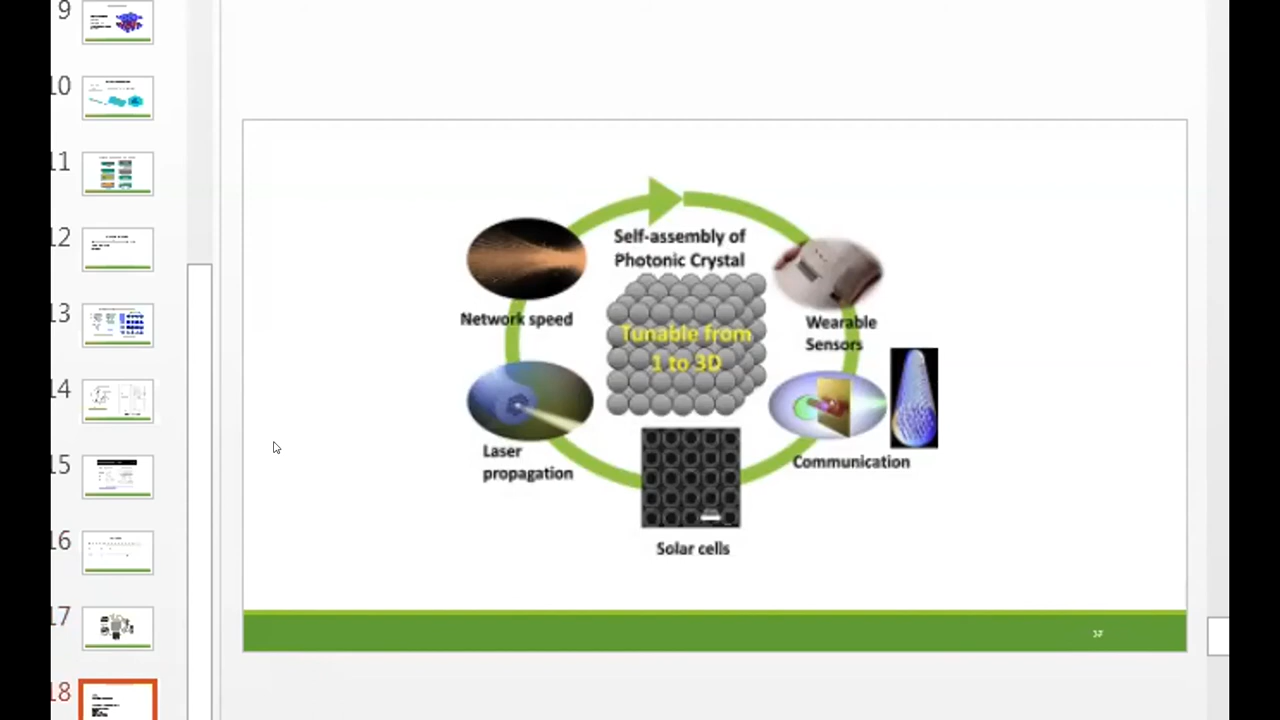 9
10
11
12
13
14
15
16
17
18
Self-assembly of
Photonic Crystal
Network speed
Tunable from
1 to 3D
Wearable
Sensors
Laser
propagation
Communication
Solar cells